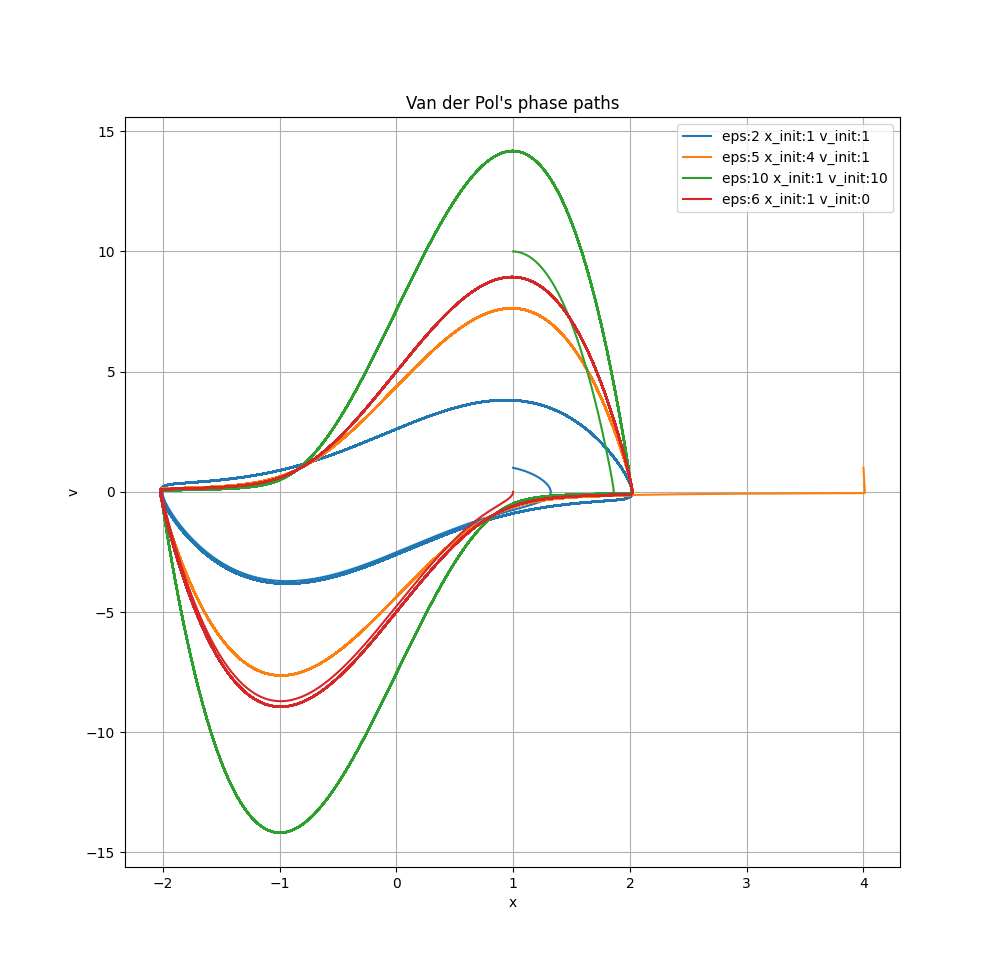 Van der Pol's phase paths
eps:2 x_init:1 v_init:1
eps:5 x_init:4 v_init:1
eps:10 x_init:1 v_init:10
eps:6 x_init:1 v_init:0
15
10
5
0
−5
−10
−15
v
−2 −1 0 1 2 3 4
x